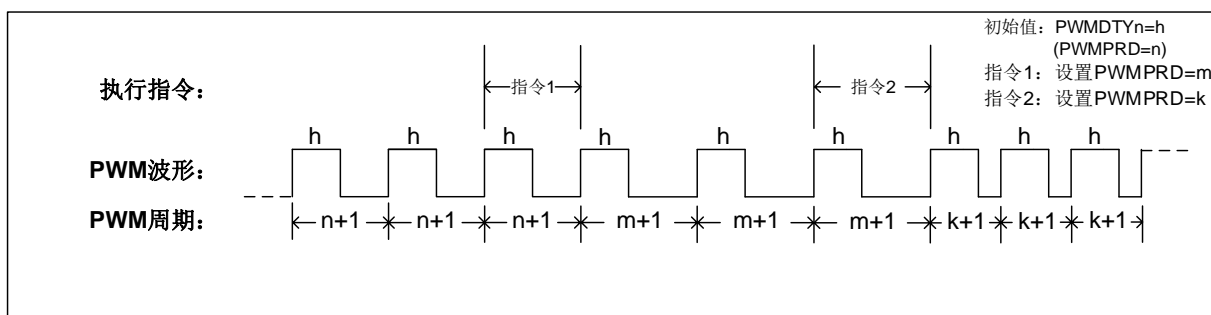 初始值：PWMDTYn=h
(PWMPRD=n)
指令1：设置PWMPRD=m
指令2：设置PWMPRD=k
执行指令：
指令1
指令2
h h h h h h h h h
PWM波形：
PWM周期：
n+1 n+1 n+1 m+1 m+1 m+1 k+1 k+1 k+1